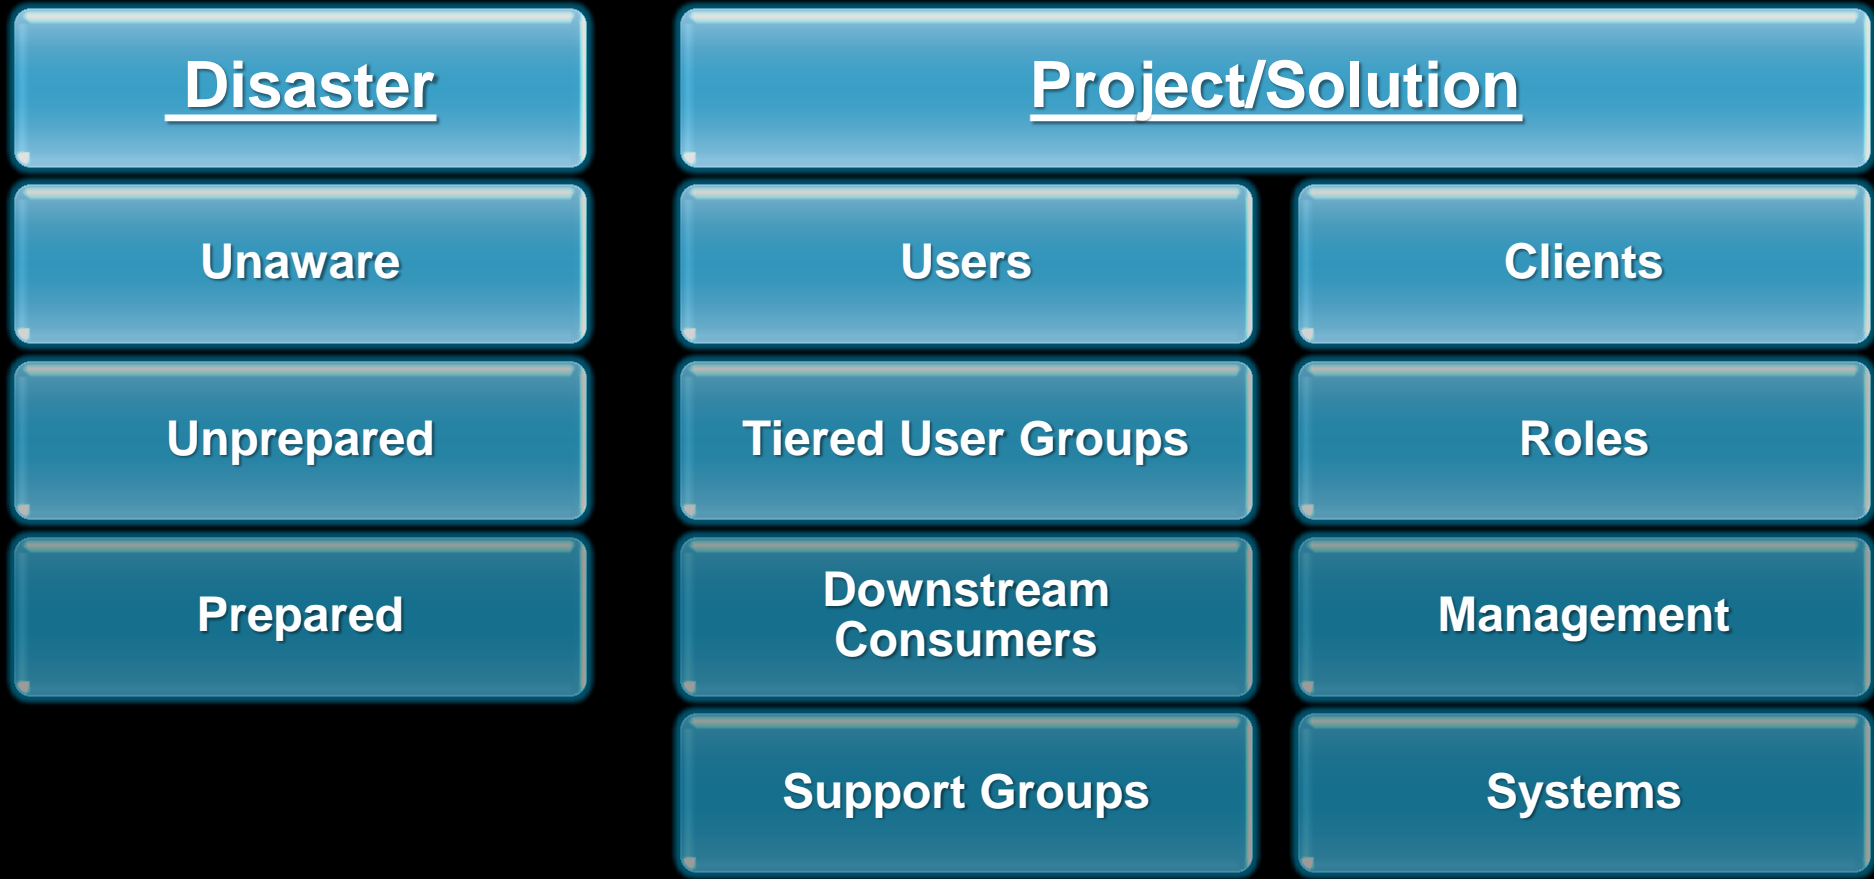 Disaster
Project/Solution
Unaware
Users
Clients
Unprepared
Tiered User Groups
Roles
Prepared
Downstream
Consumers
Management
Support Groups
Systems